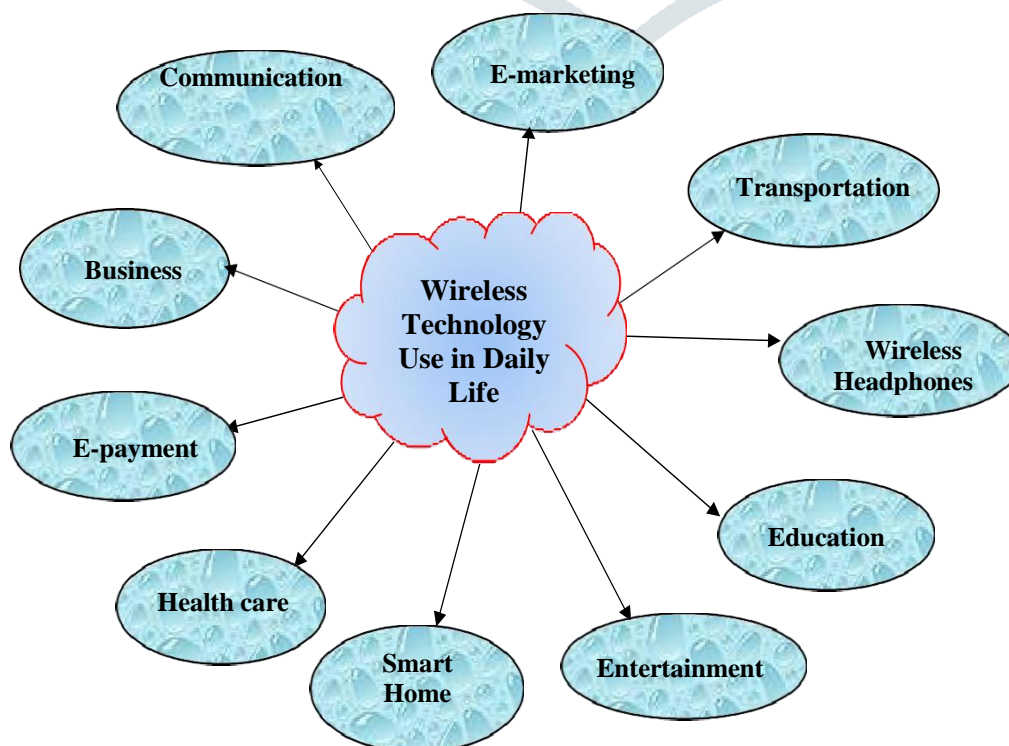 Communication
E-marketing
Transportation
Business
Wireless
Technology
Use in Daily
Life
Wireless
Headphones
E-payment
Education
Health care
Smart
Home
Entertainment